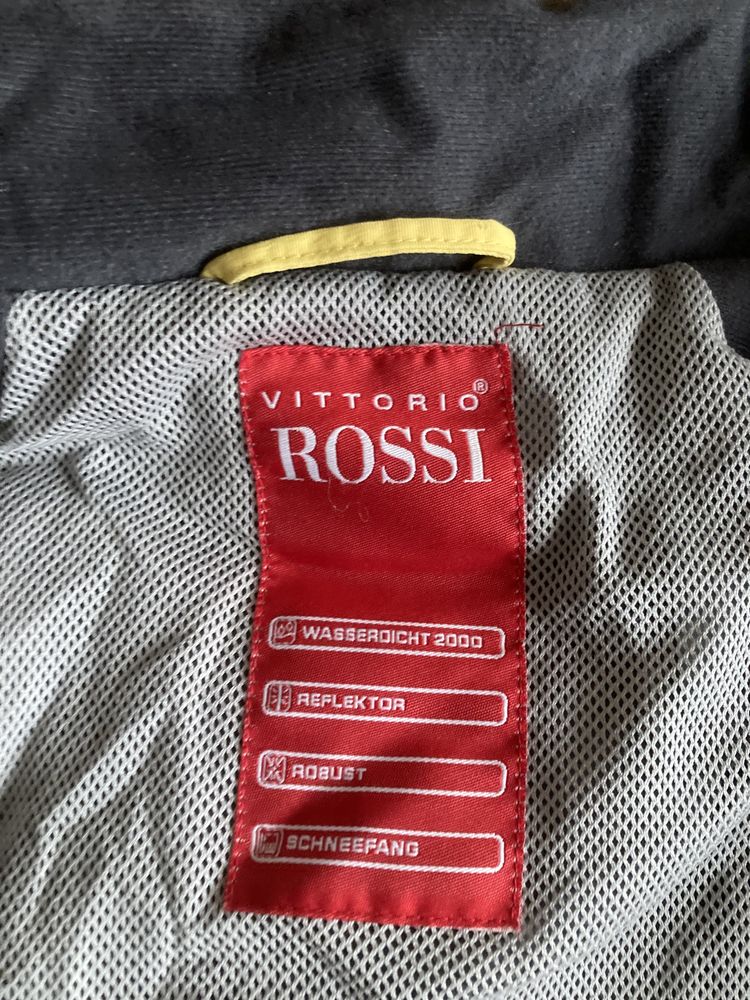 VITTORIO®
ROSSI
WASSERDICHT 2000
REFLEKTOR
ROBUST
SCHNEEFANG